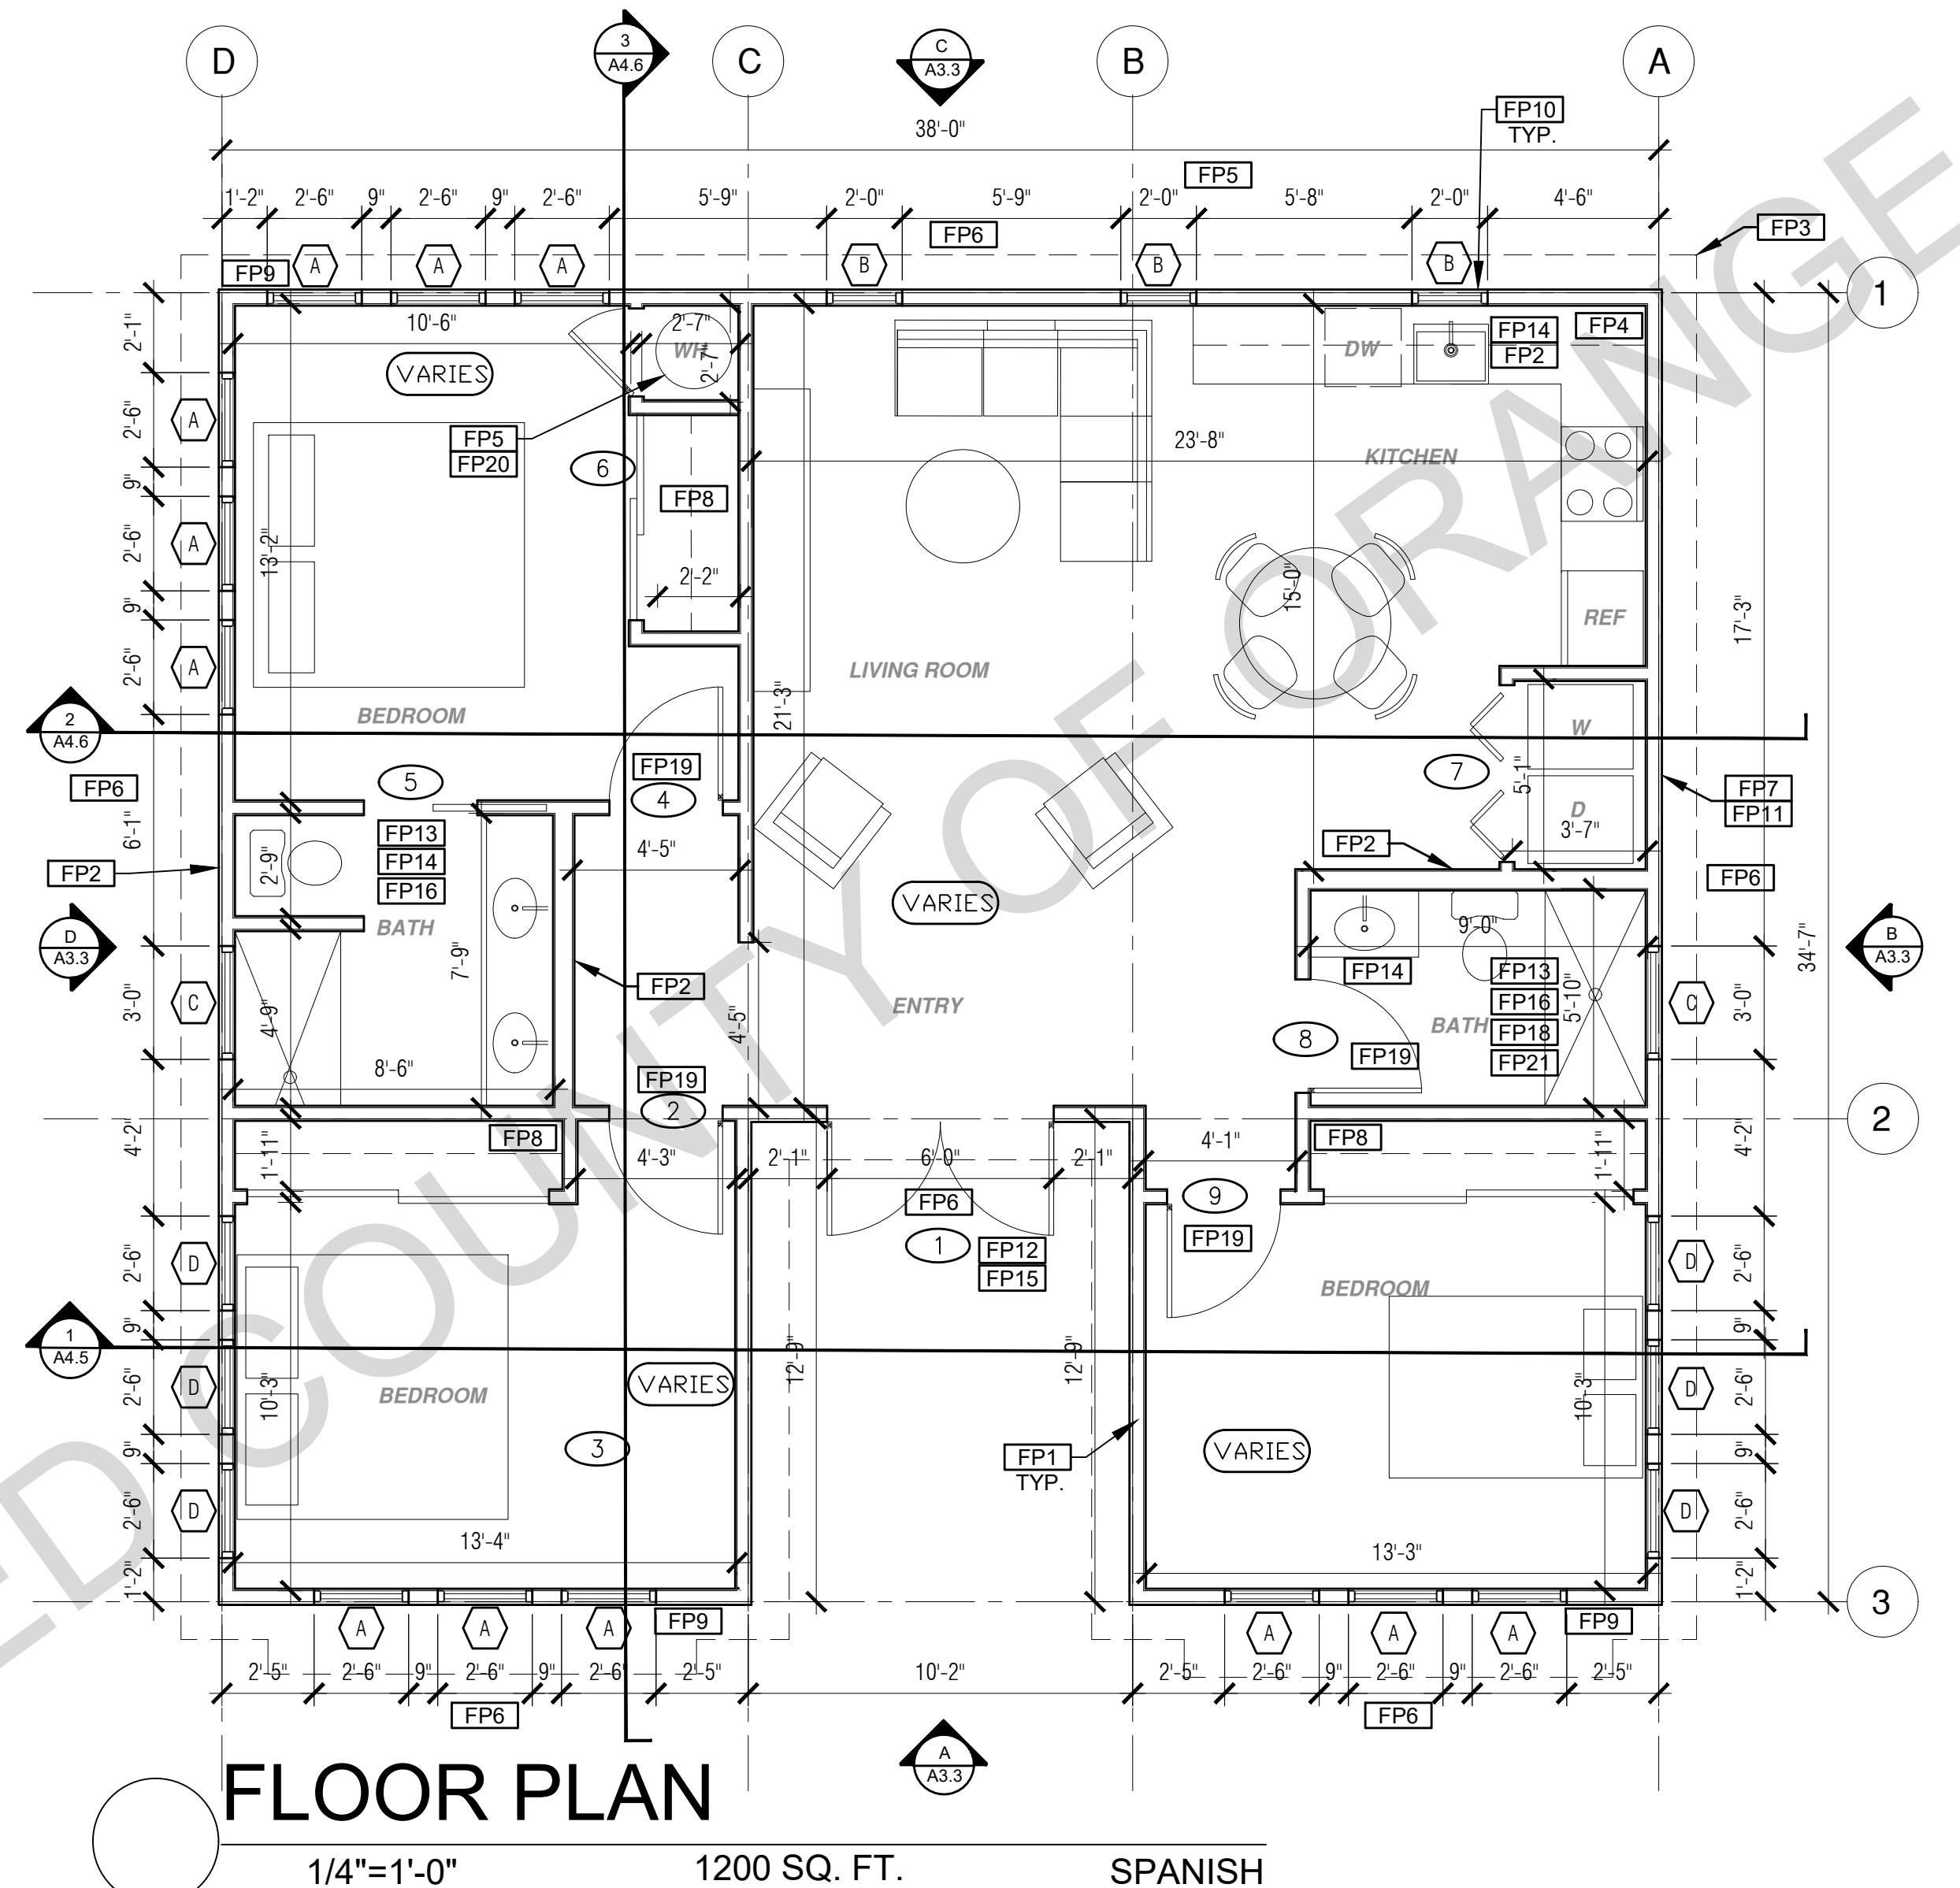 3
A4.6
C
A3.3
D
C
B
A
38'-0"
FP10
TYP.
FP5
1'-2" 2'-6" 9" 2'-6" 9" 2'-6" 5'-9" 2'-0" 5'-9" 2'-0" 5'-8" 2'-0" 4'-6"
FP6
FP3
FP9
A
A
A
B
B
B
1
2'-1"
10'-6"
2'-7"
WH
2'-7"
VARIES
DW
FP14
FP2
FP4
A
2'-6"
FP5
FP20
6
FP8
23'-8"
KITCHEN
9"
A
2'-6"
13'-2"
2'-2"
15'-0"
REF
17'-3"
9"
A
2'-6"
BEDROOM
LIVING ROOM
21'-3"
W
2
A4.6
FP6
5
FP19
4
7
5'-1"
D
3'-7"
FP7
FP11
6'-1"
FP2
2'-9"
FP13
FP14
FP16
BATH
4'-5"
FP2
FP6
VARIES
9'-0"
D
A3.3
B
A3.3
34'-7"
7'-9"
FP2
FP14
FP13
FP16
FP18
FP21
5'-10"
3'-0"
C
4'-9"
ENTRY
4'-5"
BATH
C
3'-0"
8
FP19
8'-6"
FP19
2
2
4'-2"
FP8
1'-11"
4'-3"
2'-1"
6'-0"
2'-1"
4'-1"
FP8
1'-11"
4'-2"
FP6
1
FP12
FP15
9
FP19
2'-6"
D
BEDROOM
D
2'-6"
9"
9"
1
A4.5
12'-9"
12'-9"
2'-6"
D
10'-3"
BEDROOM
VARIES
10'-3"
D
2'-6"
3
FP1
TYP.
VARIES
9"
9"
2'-6"
D
D
2'-6"
13'-4"
13'-3"
1'-2"
1'-2"
3
A
A
A
FP9
A
A
A
FP9
2'-5" 2'-6" 9" 2'-6" 9" 2'-6" 2'-5" 10'-2" 2'-5" 2'-6" 9" 2'-6" 9" 2'-6" 2'-5"
FP6
FP6
A
A3.3
FLOOR PLAN
1/4"=1'-0" 1200 SQ. FT. SPANISH
ED COUNTY OF ORANGE